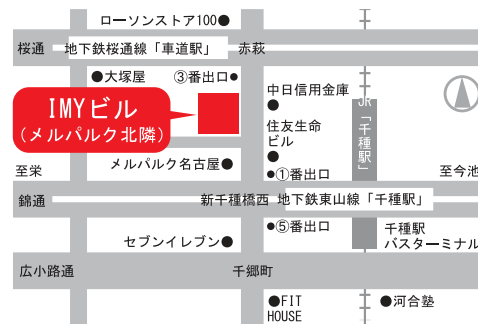 ローソンストア100●
桜通
地下鉄桜通線「車道駅」
赤萩
●大塚屋
③番出口●
中日信用金庫
IMYビル
(メルパルク北隣)
JR「千種駅」
住友生命
ビル
メルパルク名古屋●
●①番出口
至栄
至今池
錦通
新千種橋西
地下鉄東山線「千種駅」
●⑤番出口
セブンイレブン●
千種駅
バスターミナル
広小路通
千郷町
●FIT
HOUSE
●河合塾